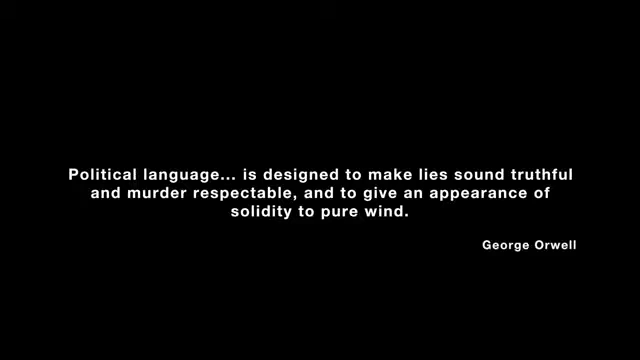 Political language... is designed to make lies sound truthful
and murder respectable, and to give an appearance of
solidity to pure wind.
George Orwell